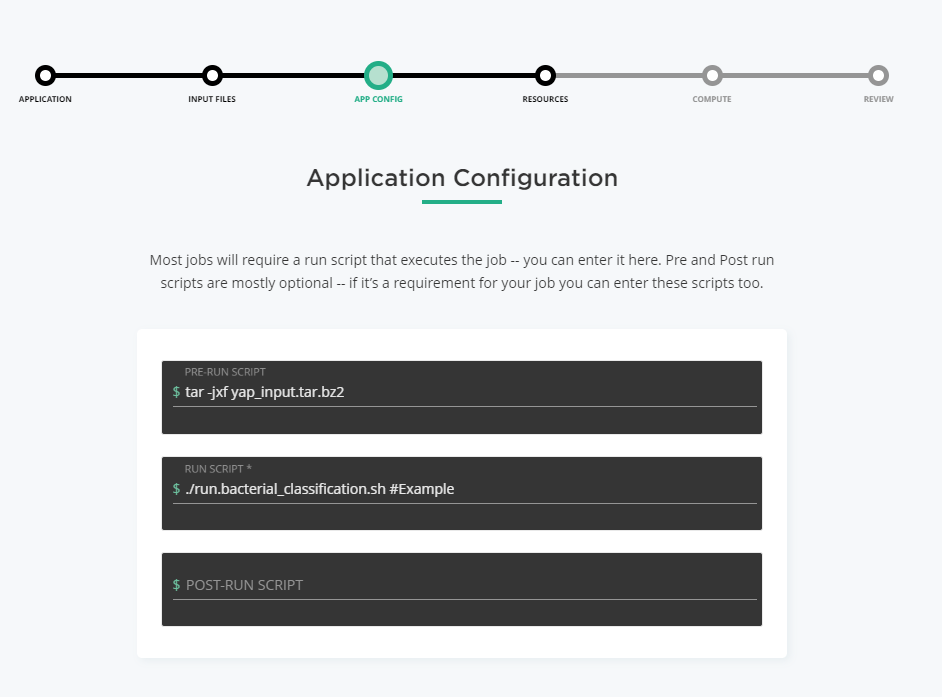 APPLICATION INPUT FILES APP CONFIG RESOURCES COMPUTE REVIEW
Application Configuration
Most jobs will require a run script that executes the job -- you can enter it here. Pre and Post run
scripts are mostly optional -- if it’s a requirement for your job you can enter these scripts too.
PRE-RUN SCRIPT
$ tar -jxf yap_input.tar.bz2
RUN SCRIPT *
$ ./run.bacterial_classification.sh #Example
$ POST-RUN SCRIPT